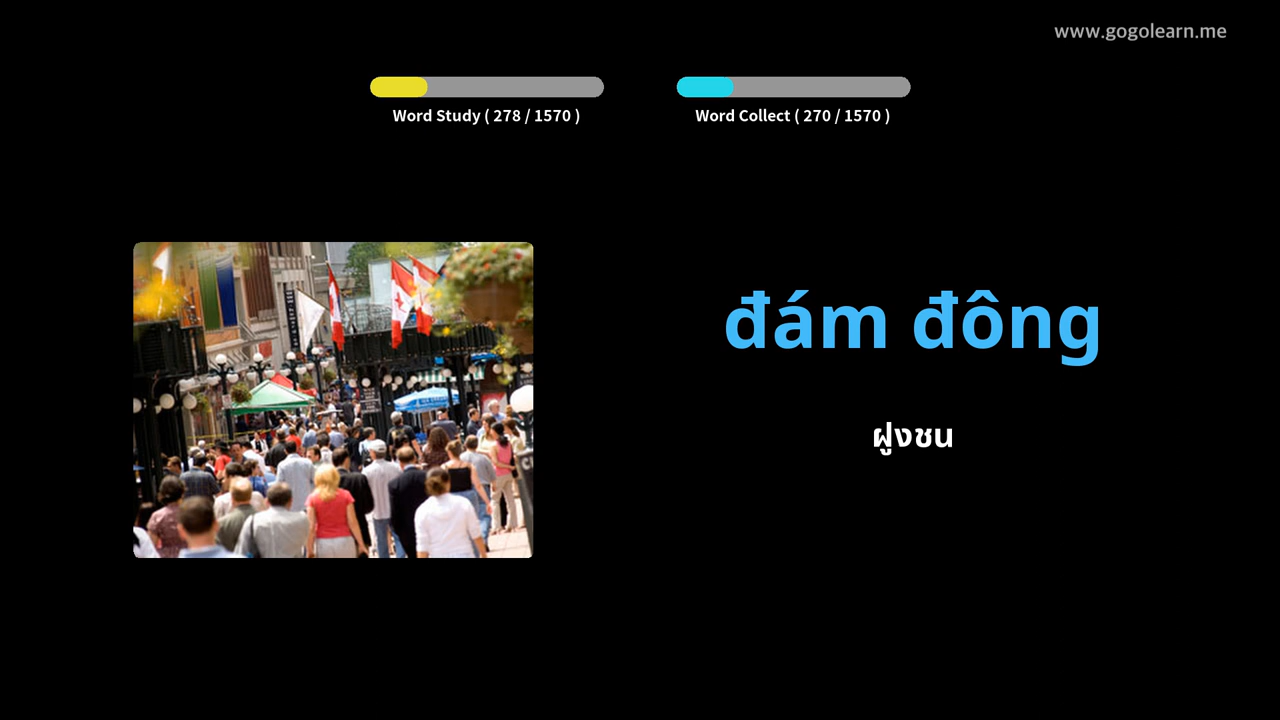 www.gogolearn.me
Word Study ( 278 / 1570 )
Word Collect ( 270 / 1570 )
đám đông
ฝูงชน